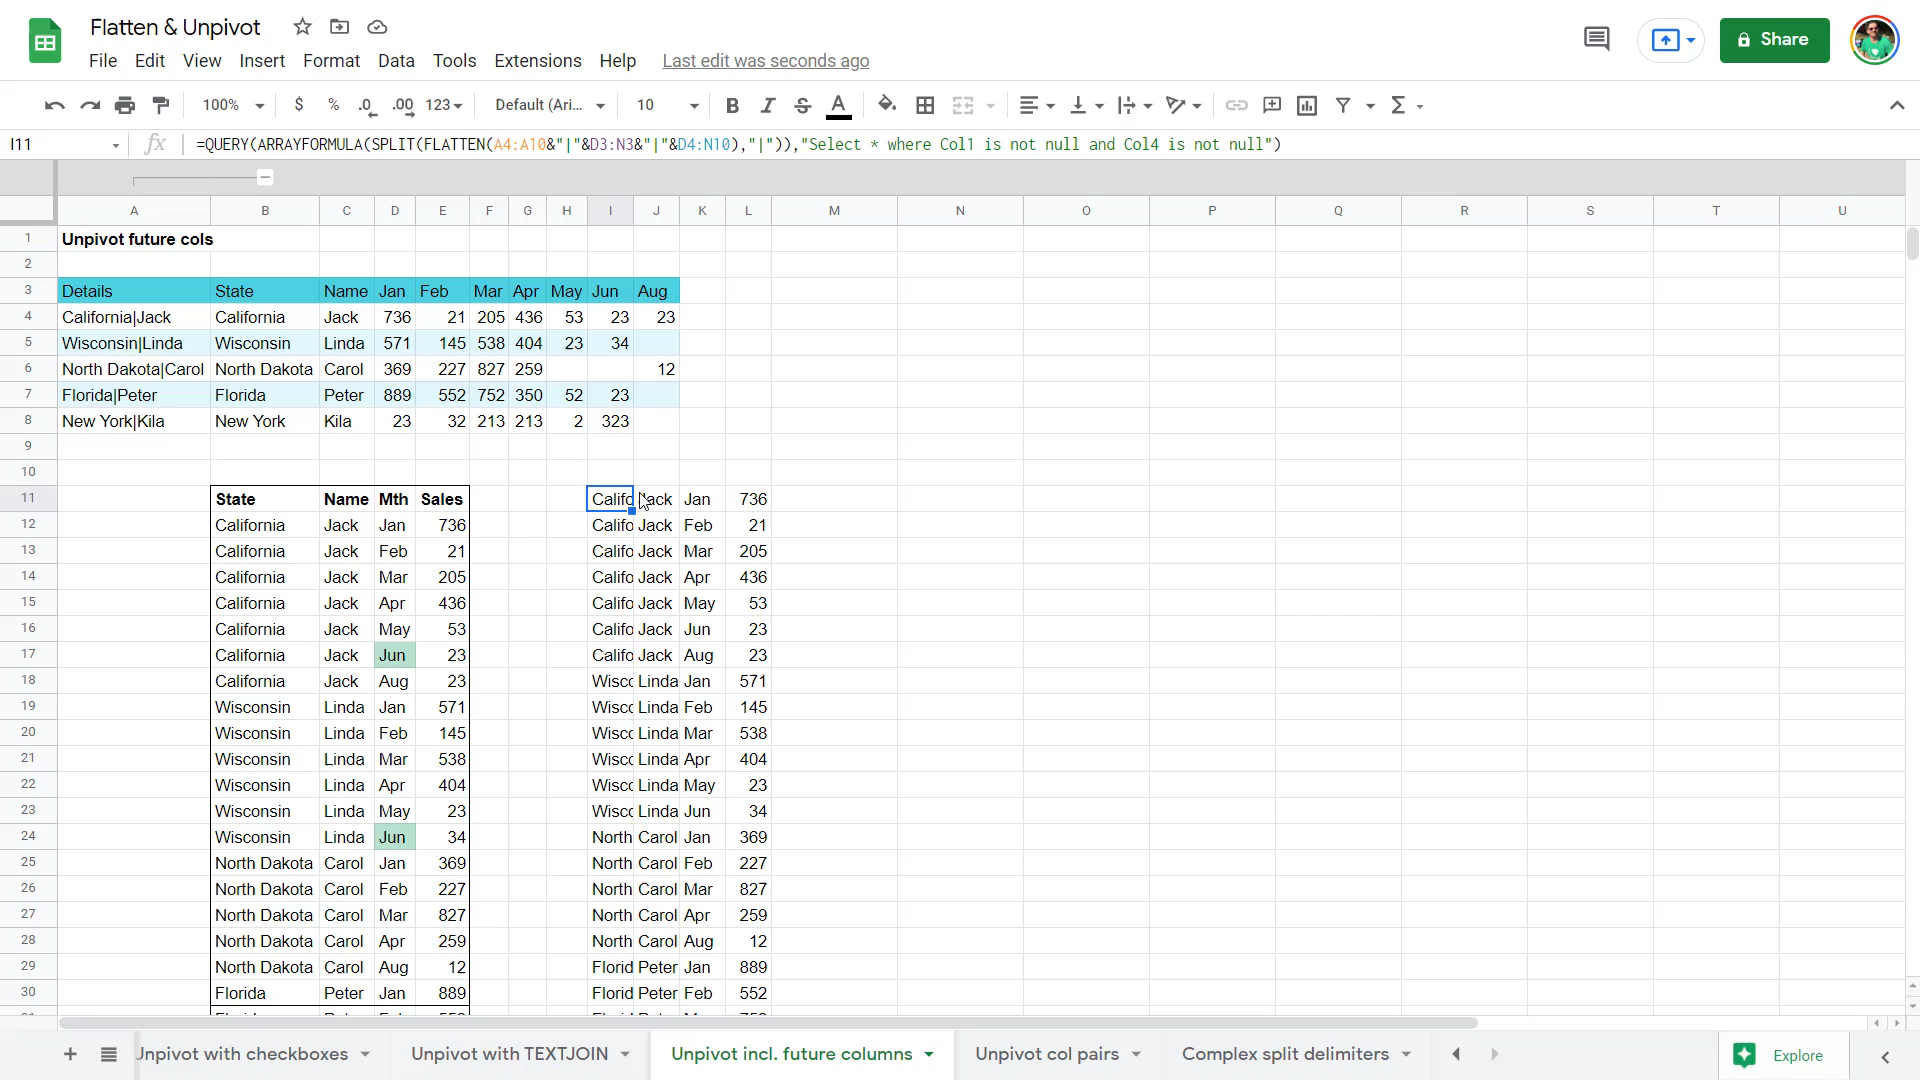 Flatten & Unpivot
File Edit View Insert Format Data Tools Extensions Help Last edit was seconds ago
Share
100% $ % .0 .00 123 Default (Ari... 10
I11 =QUERY(ARRAYFORMULA(SPLIT(FLATTEN(A4:A10&"|"&D3:N3&"|"&D4:N10),"|")),"Select * where Col1 is not null and Col4 is not null")
A B C D E F G H I J K L M N O P Q R S T U
1 Unpivot future cols
2
3 Details State Name Jan Feb Mar Apr May Jun Aug
4 California|Jack California Jack 736 21 205 436 53 23 23
5 Wisconsin|Linda Wisconsin Linda 571 145 538 404 23 34
6 North Dakota|Carol North Dakota Carol 369 227 827 259 12
7 Florida|Peter Florida Peter 889 552 752 350 52 23
8 New York|Kila New York Kila 23 32 213 213 2 323
9
10
11 State Name Mth Sales Califo Jack Jan 736
12 California Jack Jan 736 Califo Jack Feb 21
13 California Jack Feb 21 Califo Jack Mar 205
14 California Jack Mar 205 Califo Jack Apr 436
15 California Jack Apr 436 Califo Jack May 53
16 California Jack May 53 Califo Jack Jun 23
17 California Jack Jun 23 Califo Jack Aug 23
18 California Jack Aug 23 Wisco Linda Jan 571
19 Wisconsin Linda Jan 571 Wisco Linda Feb 145
20 Wisconsin Linda Feb 145 Wisco Linda Mar 538
21 Wisconsin Linda Mar 538 Wisco Linda Apr 404
22 Wisconsin Linda Apr 404 Wisco Linda May 23
23 Wisconsin Linda May 23 Wisco Linda Jun 34
24 Wisconsin Linda Jun 34 North Carol Jan 369
25 North Dakota Carol Jan 369 North Carol Feb 227
26 North Dakota Carol Feb 227 North Carol Mar 827
27 North Dakota Carol Mar 827 North Carol Apr 259
28 North Dakota Carol Apr 259 North Carol Aug 12
29 North Dakota Carol Aug 12 Florid Peter Jan 889
30 Florida Peter Jan 889 Florid Peter Feb 552
Unpivot with checkboxes Unpivot with TEXTJOIN Unpivot incl. future columns Unpivot col pairs Complex split delimiters Explore